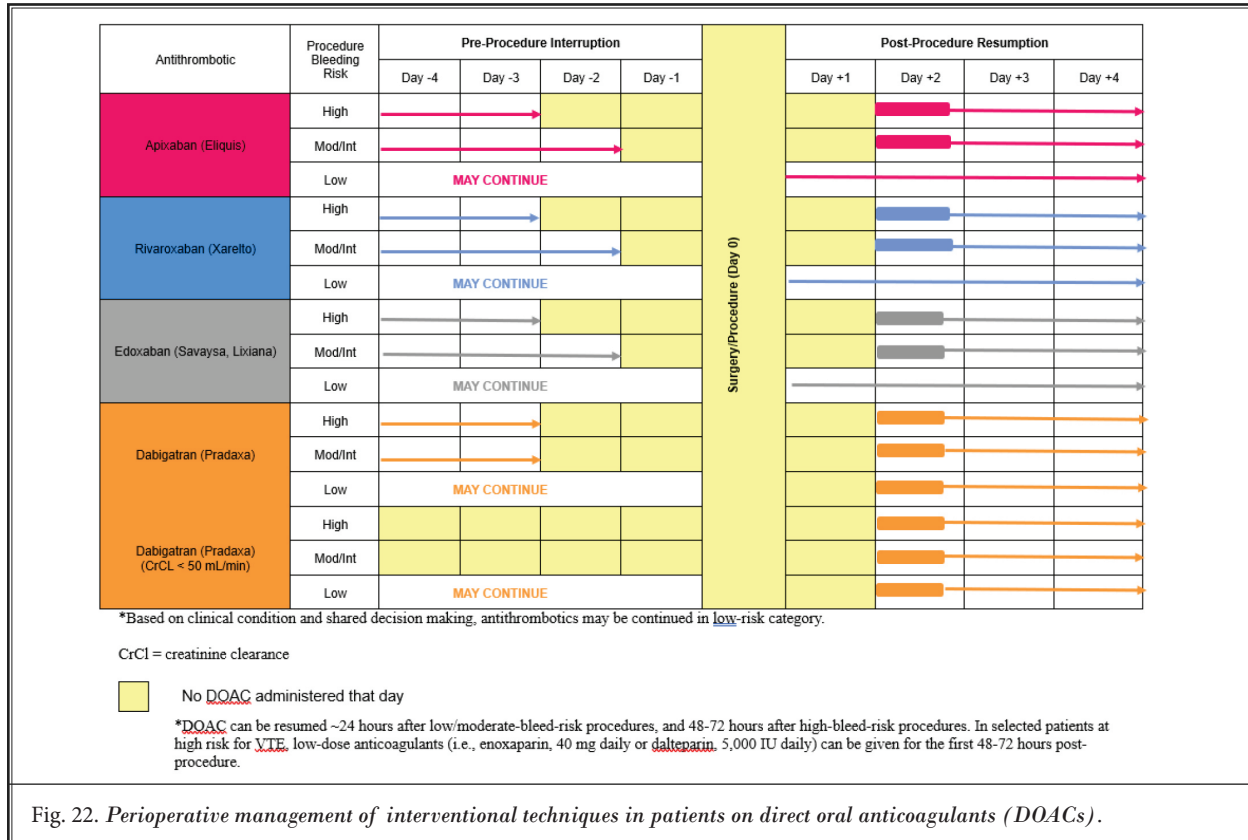 Antithrombotic
Procedure
Bleeding
Risk
Pre-Procedure Interruption
Post-Procedure Resumption
Day -4
Day -3
Day -2
Day -1
Day +1
Day +2
Day +3
Day +4
Surgery/Procedure (Day 0)
Apixaban (Eliquis)
High
Mod/Int
Low
MAY CONTINUE
Rivaroxaban (Xarelto)
High
Mod/Int
Low
MAY CONTINUE
Edoxaban (Savaysa, Lixiana)
High
Mod/Int
Low
MAY CONTINUE
Dabigatran (Pradaxa)
High
Mod/Int
Low
MAY CONTINUE
Dabigatran (Pradaxa)
(CrCL < 50 mL/min)
High
Mod/Int
Low
MAY CONTINUE
*Based on clinical condition and shared decision making, antithrombotics may be continued in low-risk category.
CrCl = creatinine clearance
No DOAC administered that day
*DOAC can be resumed ~24 hours after low/moderate-bleed-risk procedures, and 48-72 hours after high-bleed-risk procedures. In selected patients at
high risk for VTE, low-dose anticoagulants (i.e., enoxaparin, 40 mg daily or dalteparin, 5,000 IU daily) can be given for the first 48-72 hours post-
procedure.
Fig. 22. Perioperative management of interventional techniques in patients on direct oral anticoagulants (DOACs).